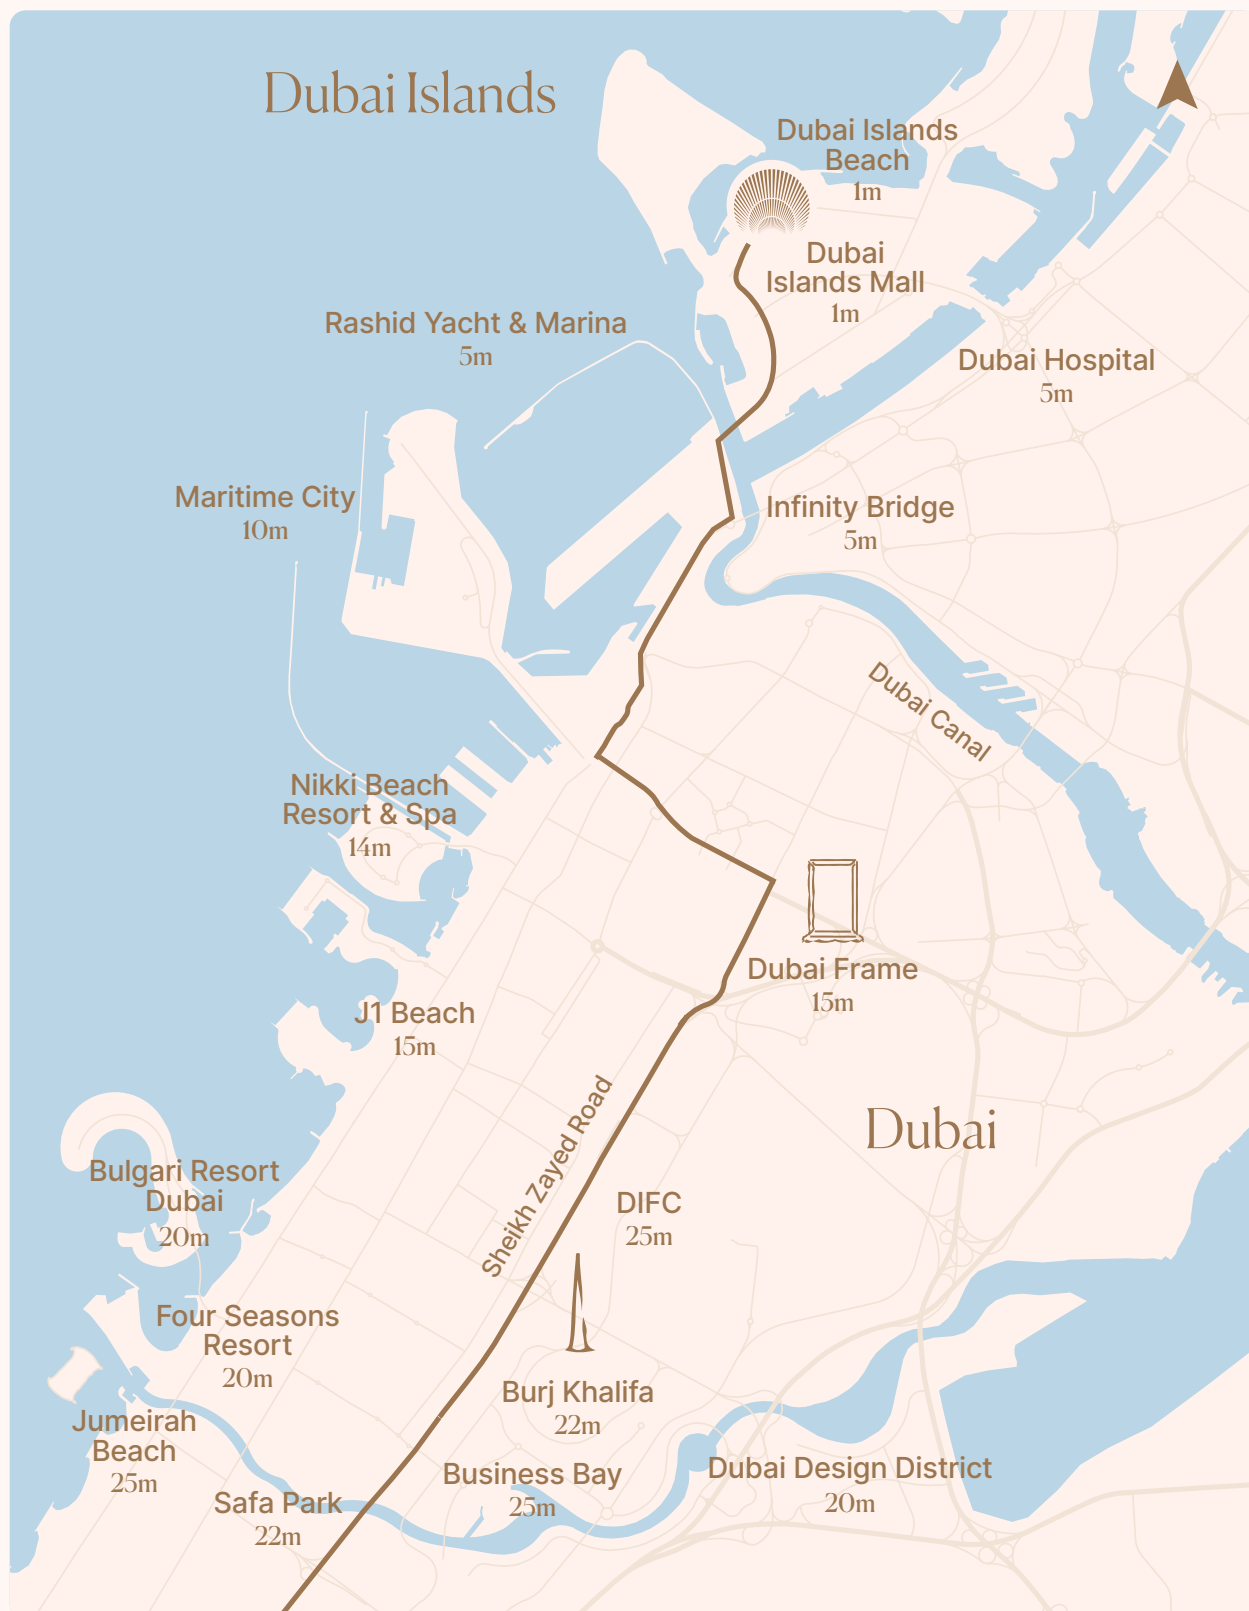 Dubai Islands
Dubai Islands
Beach
1m
Dubai
Islands Mall
1m
Rashid Yacht & Marina
5m
Dubai Hospital
5m
Maritime City
10m
Infinity Bridge
5m
Dubai Canal
Nikki Beach
Resort & Spa
14m
Dubai Frame
15m
J1 Beach
15m
Sheikh Zayed Road
Dubai
Bulgari Resort
Dubai
20m
DIFC
25m
Four Seasons
Resort
20m
Burj Khalifa
22m
Jumeirah
Beach
25m
Business Bay
25m
Dubai Design District
20m
Safa Park
22m